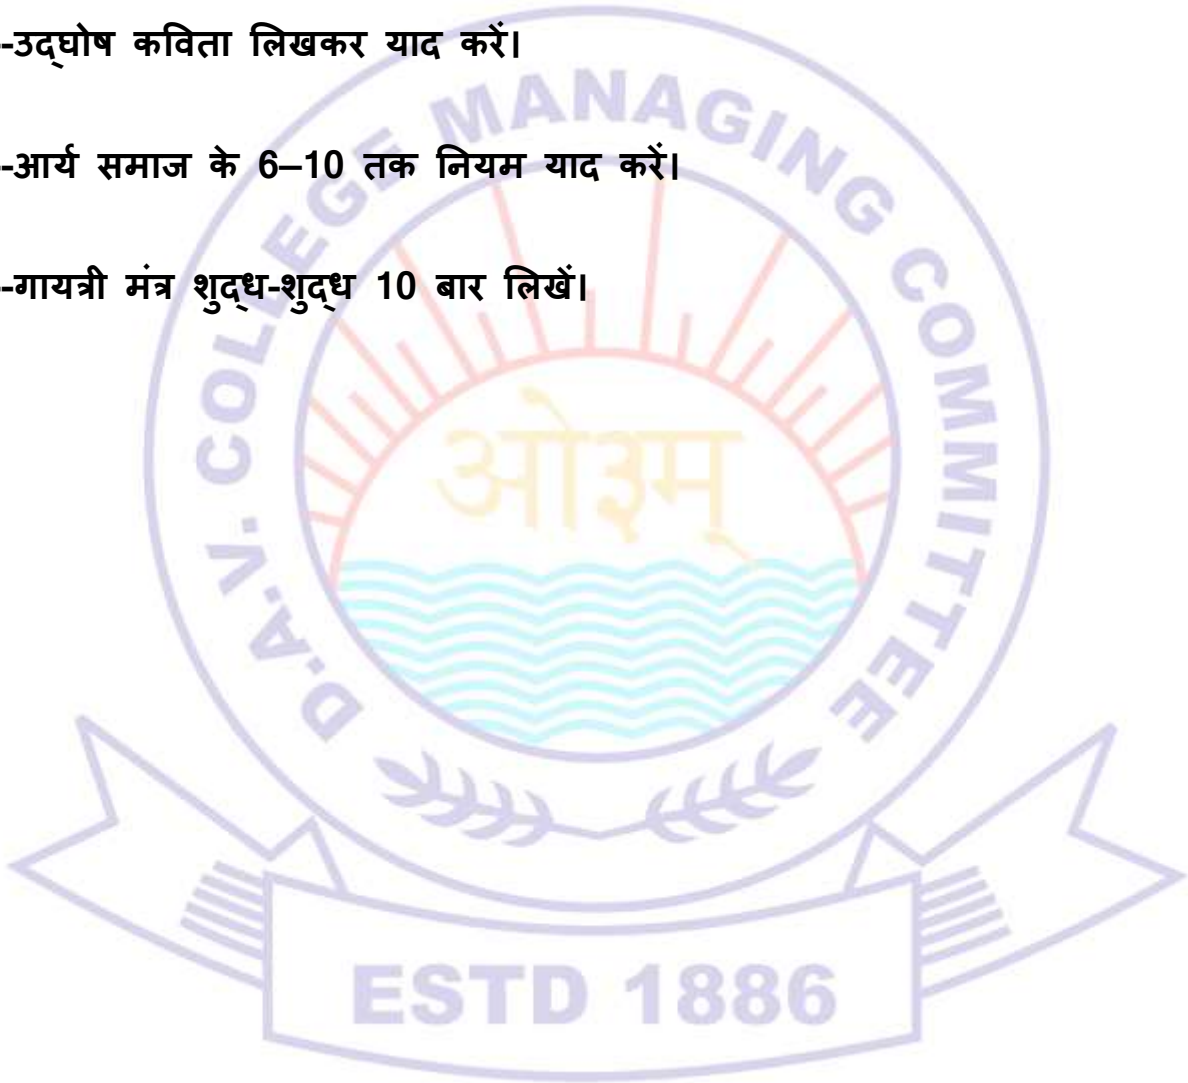 -उद्घोष कविता लिखकर याद करें।
-आर्य समाज के 6–10 तक नियम याद करें।
-गायत्री मंत्र शुद्ध-शुद्ध 10 बार लिखें।
D.A.V. COLLEGE MANAGING COMMITTEE
ओ३म्
ESTD 1886